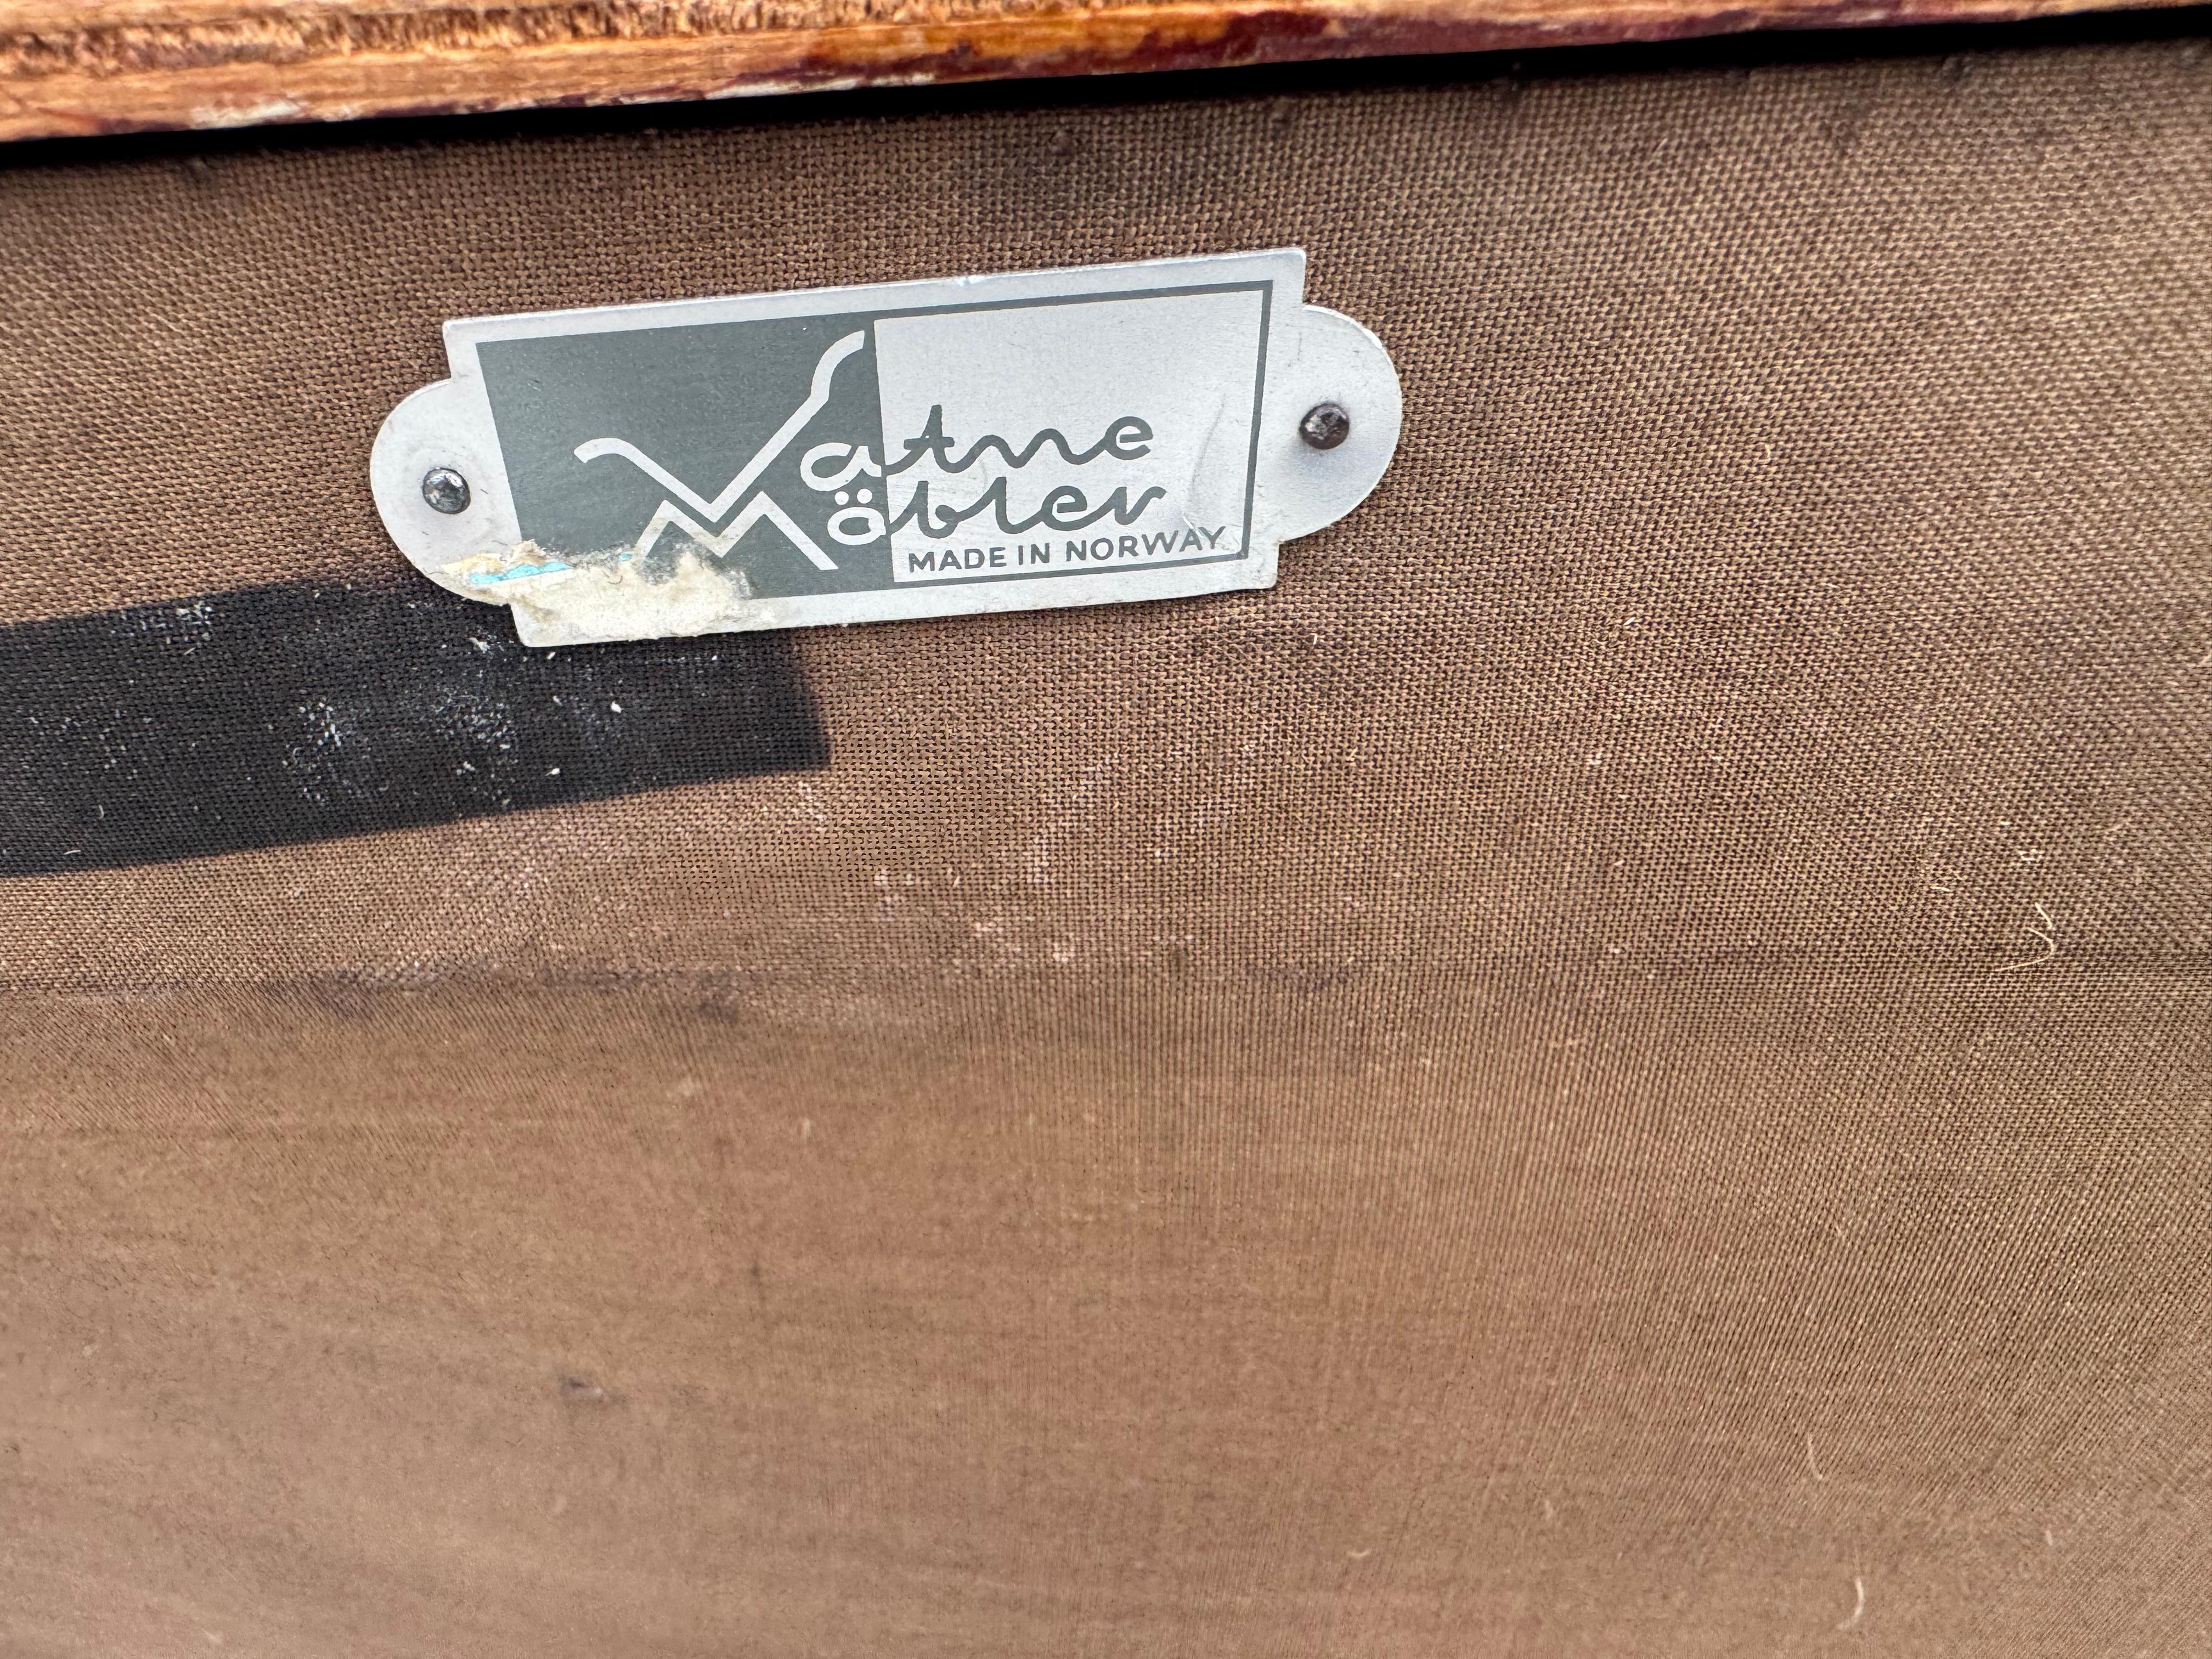 Vatne
Möbler
MADE IN NORWAY